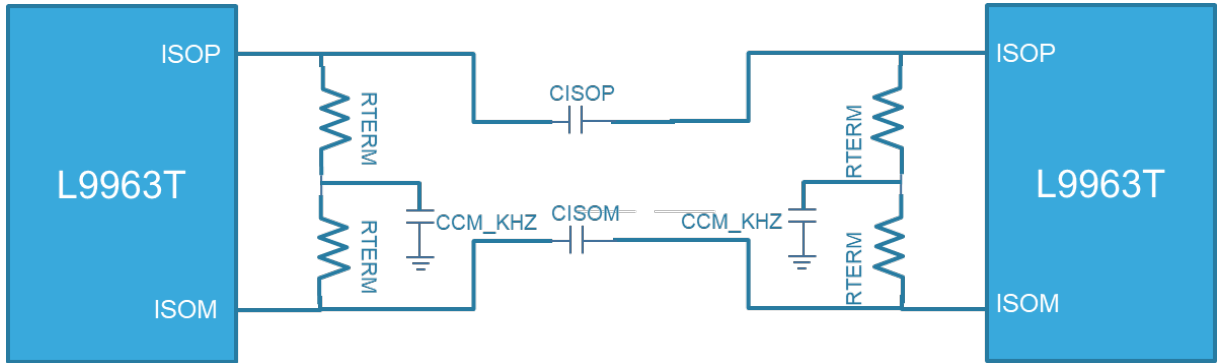 ISOP
ISOP
CISOP
RTERM
RTERM
L9963T
L9963T
CCM_KHZ
CISOM
CCM_KHZ
RTERM
RTERM
ISOM
ISOM